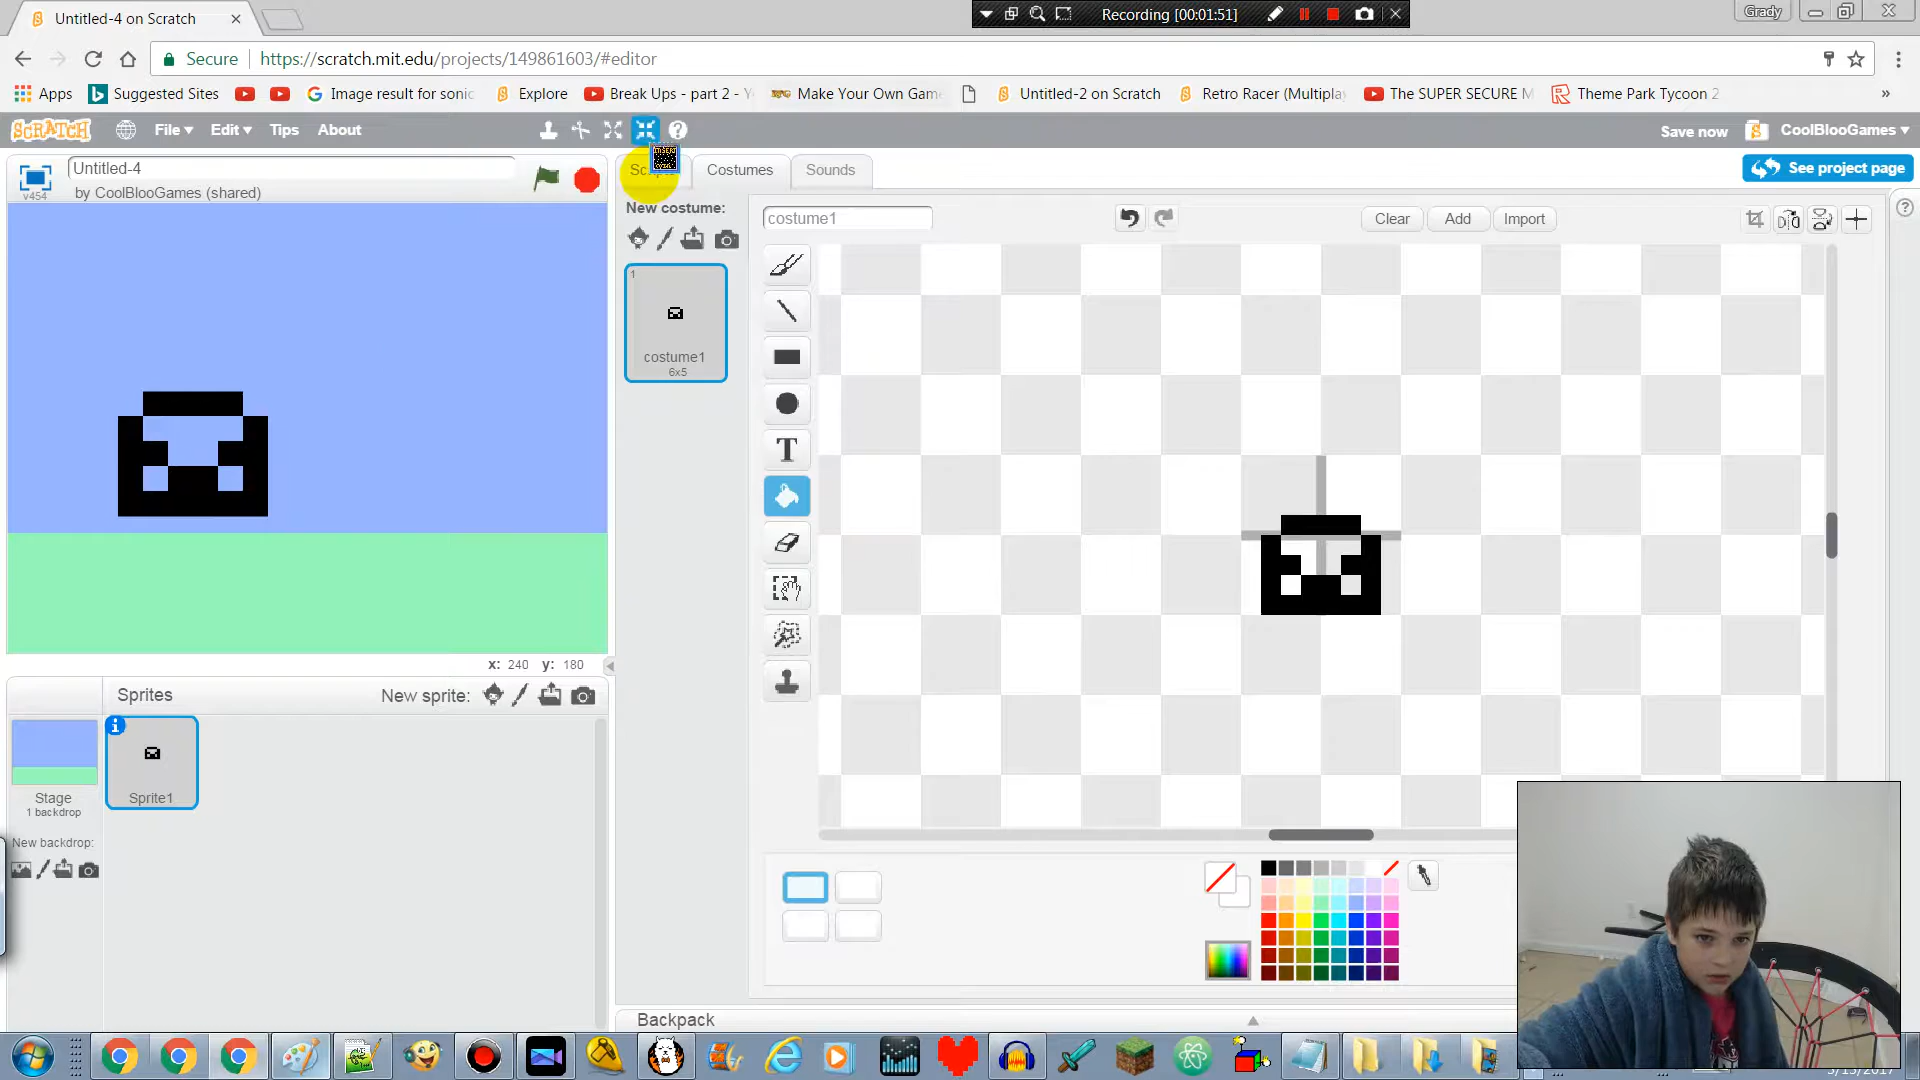 Untitled-4 on Scratch
Recording [00:01:51]
Grady
Secure
https://scratch.mit.edu/projects/149861603/#editor
Apps
Suggested Sites
Image result for sonic
Explore
Break Ups - part 2 - Y
Make Your Own Game
Untitled-2 on Scratch
Retro Racer (Multiplay
The SUPER SECURE M
Theme Park Tycoon 2
SCRATCH
File
Edit
Tips
About
Save now
CoolBlooGames
Untitled-4
by CoolBlooGames (shared)
v454
Costumes
Sounds
See project page
New costume:
costume1
Clear
Add
Import
1
costume1
6x5
T
x: 240 y: 180
Sprites
New sprite:
Stage
1 backdrop
Sprite1
New backdrop:
Backpack